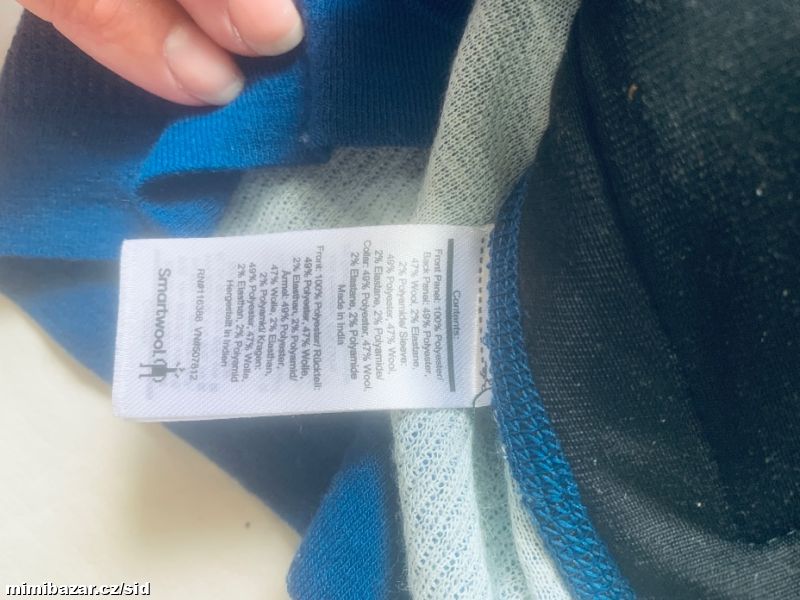 Contents:
Front Panel: 100% Polyester/
Back Panel: 49% Polyester,
47% Wool, 2% Elastane,
2% Polyamide/ Sleeve
49% Polyester, 47% Wool,
2% Elastane, 2% Polyamide/
Collar: 49% Polyester, 47% Wool,
2% Elastane, 2% Polyamide
Made in India
Front: 100% Polyester/ Rückteil:
49% Polyester, 47% Wolle,
2% Elasthan, 2% Polyamid/
Ärmel: 49% Polyester,
47% Wolle, 2% Elasthan,
2% Polyamid/ Kragen:
49% Polyester, 47% Wolle,
2% Elasthan, 2% Polyamid
Hergestellt in Indien
RN#116388
Smartwool
mimibazar.cz/sid